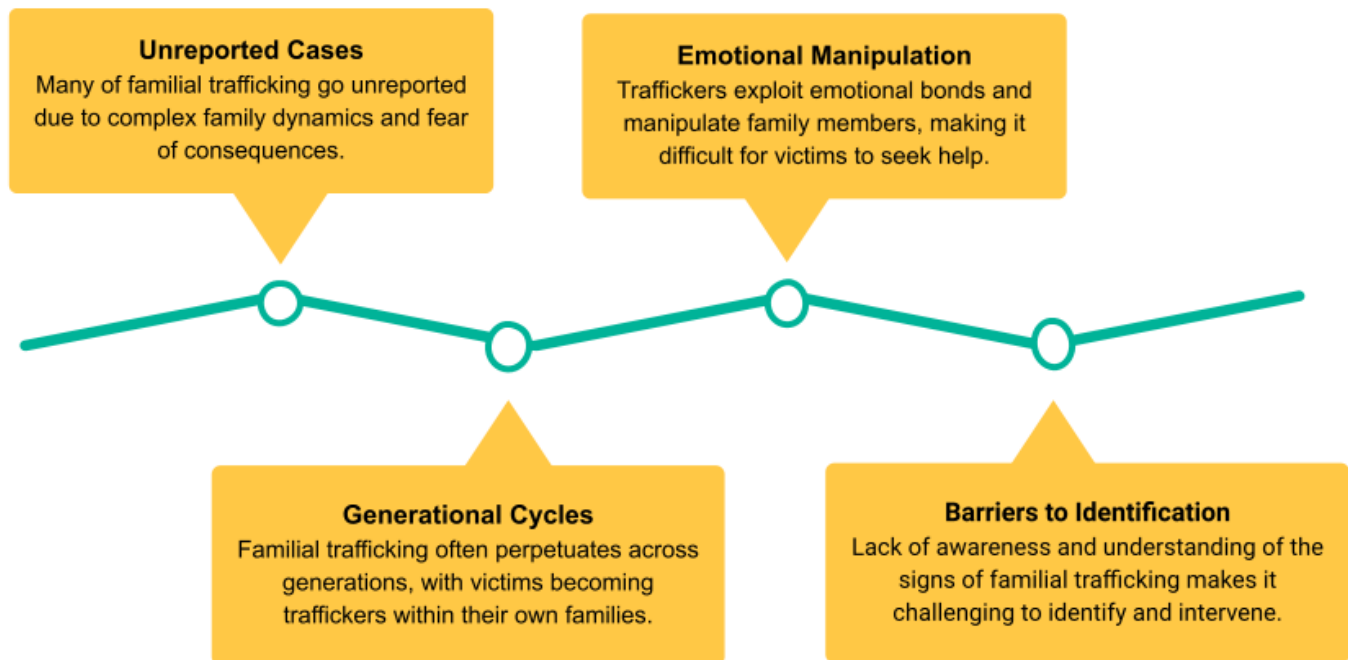 Unreported Cases
Many of familial trafficking go unreported
due to complex family dynamics and fear
of consequences.
Emotional Manipulation
Traffickers exploit emotional bonds and
manipulate family members, making it
difficult for victims to seek help.
Generational Cycles
Familial trafficking often perpetuates across
generations, with victims becoming
traffickers within their own families.
Barriers to Identification
Lack of awareness and understanding of the
signs of familial trafficking makes it
challenging to identify and intervene.